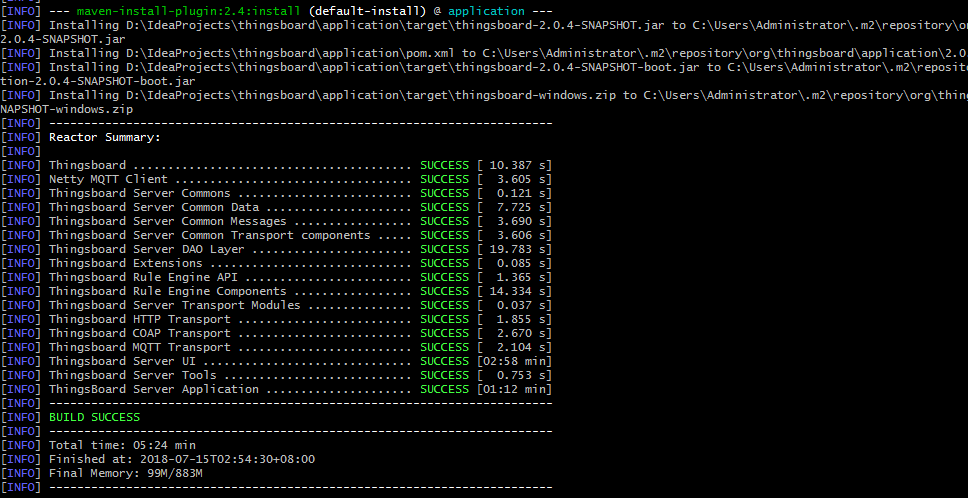 [INFO] --- maven-install-plugin:2.4:install (default-install) @ application ---
[INFO] Installing D:\IdeaProjects\thingsboard\application\target\thingsboard-2.0.4-SNAPSHOT.jar to C:\Users\Administrator\.m2\repository\or
2.0.4-SNAPSHOT.jar
[INFO] Installing D:\IdeaProjects\thingsboard\application\pom.xml to C:\Users\Administrator\.m2\repository\org\thingsboard\application\2.0.
[INFO] Installing D:\IdeaProjects\thingsboard\application\target\thingsboard-2.0.4-SNAPSHOT-boot.jar to C:\Users\Administrator\.m2\reposit
tion-2.0.4-SNAPSHOT-boot.jar
[INFO] Installing D:\IdeaProjects\thingsboard\application\target\thingsboard-windows.zip to C:\Users\Administrator\.m2\repository\org\thing
NAPSHOT-windows.zip
[INFO] ------------------------------------------------------------------------
[INFO] Reactor Summary:
[INFO]
[INFO] Thingsboard ........................................ SUCCESS [ 10.387 s]
[INFO] Netty MQTT Client .................................. SUCCESS [  3.605 s]
[INFO] Thingsboard Server Commons ......................... SUCCESS [  0.121 s]
[INFO] Thingsboard Server Common Data ..................... SUCCESS [  7.725 s]
[INFO] Thingsboard Server Common Messages ................. SUCCESS [  3.690 s]
[INFO] Thingsboard Server Common Transport components ..... SUCCESS [  3.606 s]
[INFO] Thingsboard Server DAO Layer ....................... SUCCESS [ 19.783 s]
[INFO] Thingsboard Extensions ............................. SUCCESS [  0.085 s]
[INFO] Thingsboard Rule Engine API ........................ SUCCESS [  1.365 s]
[INFO] Thingsboard Rule Engine Components ................. SUCCESS [ 14.334 s]
[INFO] Thingsboard Server Transport Modules ............... SUCCESS [  0.037 s]
[INFO] Thingsboard HTTP Transport ......................... SUCCESS [  1.855 s]
[INFO] Thingsboard COAP Transport ......................... SUCCESS [  2.670 s]
[INFO] Thingsboard MQTT Transport ......................... SUCCESS [  2.104 s]
[INFO] Thingsboard Server UI .............................. SUCCESS [02:58 min]
[INFO] Thingsboard Server Tools ........................... SUCCESS [  0.753 s]
[INFO] ThingsBoard Server Application ..................... SUCCESS [01:12 min]
[INFO] ------------------------------------------------------------------------
[INFO] BUILD SUCCESS
[INFO] ------------------------------------------------------------------------
[INFO] Total time: 05:24 min
[INFO] Finished at: 2018-07-15T02:54:30+08:00
[INFO] Final Memory: 99M/883M
[INFO] ------------------------------------------------------------------------